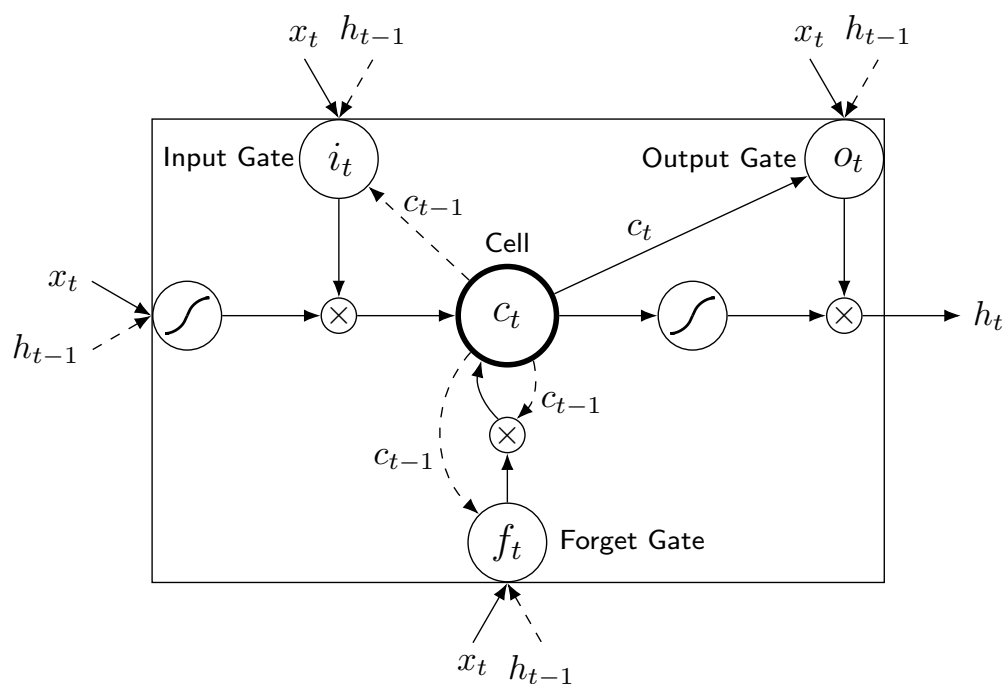 x_t h_{t-1} x_t h_{t-1}
Input Gate i_t Output Gate o_t
c_{t-1} c_t
Cell
x_t × c_t × h_t
h_{t-1}
c_{t-1}
×
c_{t-1}
f_t Forget Gate
x_t h_{t-1}